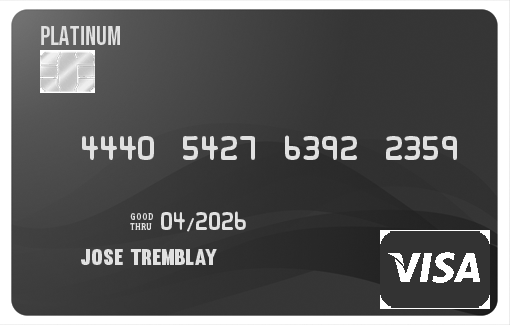 PLATINUM
4440 5427 6392 2359
GOOD THRU 04/2026
JOSE TREMBLAY
VISA